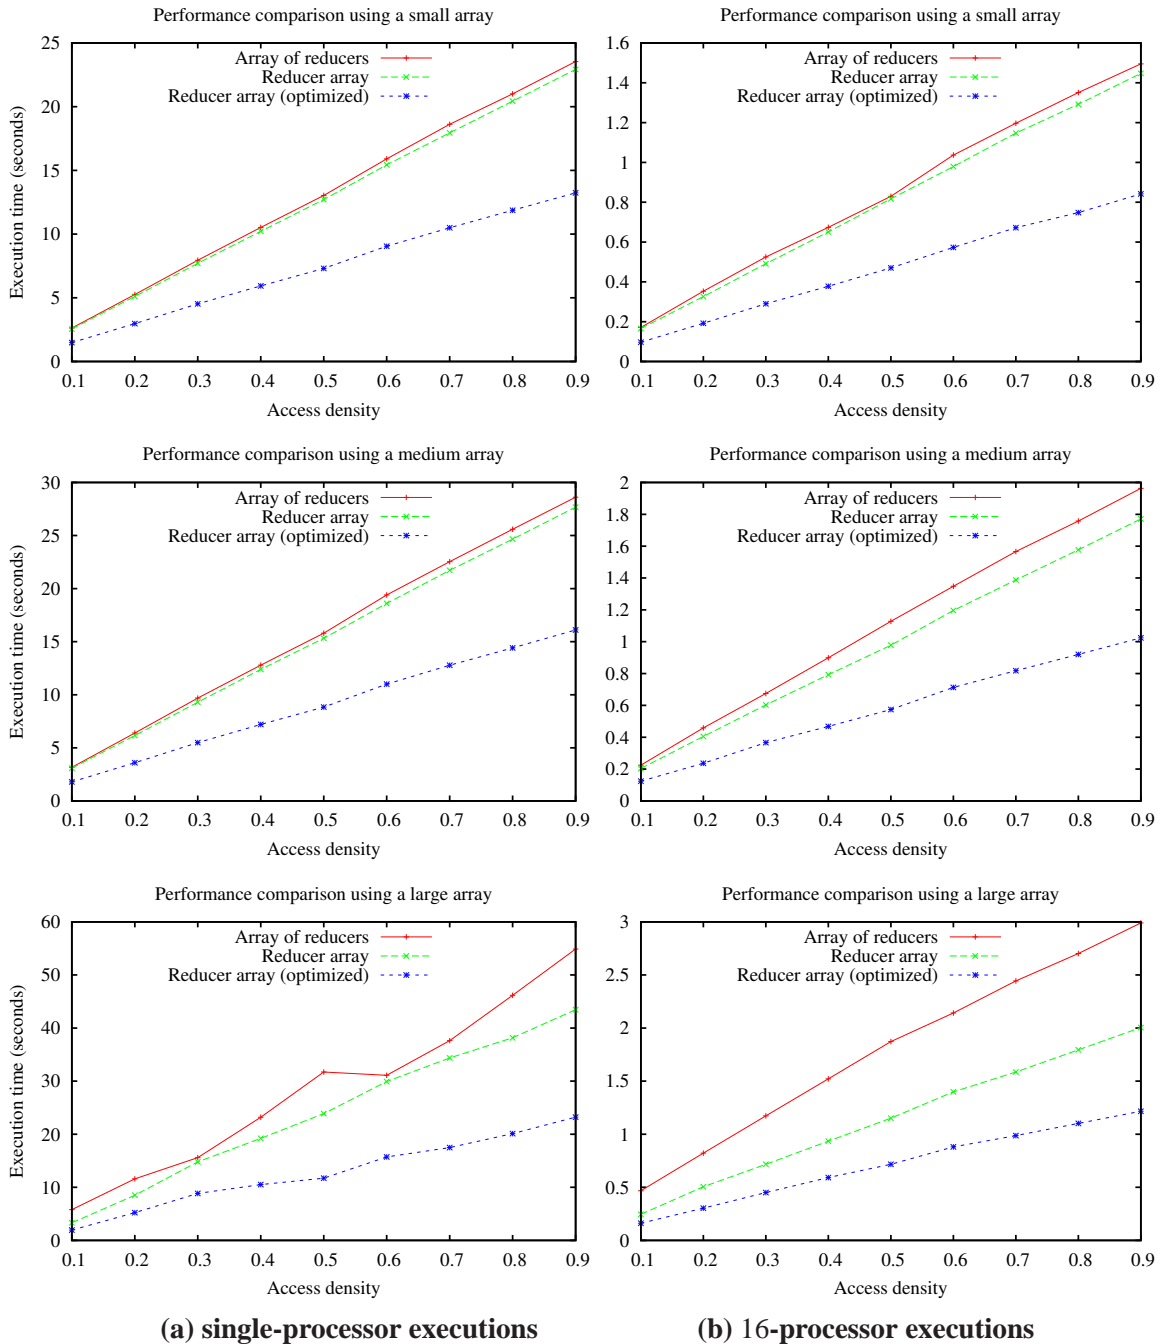 Performance comparison using a small array
Execution time (seconds)
25
20
15
10
5
0
Array of reducers
Reducer array
Reducer array (optimized)
0.1 0.2 0.3 0.4 0.5 0.6 0.7 0.8 0.9
Access density
Performance comparison using a small array
1.6
1.4
1.2
1
0.8
0.6
0.4
0.2
0
Array of reducers
Reducer array
Reducer array (optimized)
0.1 0.2 0.3 0.4 0.5 0.6 0.7 0.8 0.9
Access density
Performance comparison using a medium array
Execution time (seconds)
30
25
20
15
10
5
0
Array of reducers
Reducer array
Reducer array (optimized)
0.1 0.2 0.3 0.4 0.5 0.6 0.7 0.8 0.9
Access density
Performance comparison using a medium array
2
1.8
1.6
1.4
1.2
1
0.8
0.6
0.4
0.2
0
Array of reducers
Reducer array
Reducer array (optimized)
0.1 0.2 0.3 0.4 0.5 0.6 0.7 0.8 0.9
Access density
Performance comparison using a large array
Execution time (seconds)
60
50
40
30
20
10
0
Array of reducers
Reducer array
Reducer array (optimized)
0.1 0.2 0.3 0.4 0.5 0.6 0.7 0.8 0.9
Access density
Performance comparison using a large array
3
2.5
2
1.5
1
0.5
0
Array of reducers
Reducer array
Reducer array (optimized)
0.1 0.2 0.3 0.4 0.5 0.6 0.7 0.8 0.9
Access density
(a) single-processor executions
(b) 16-processor executions